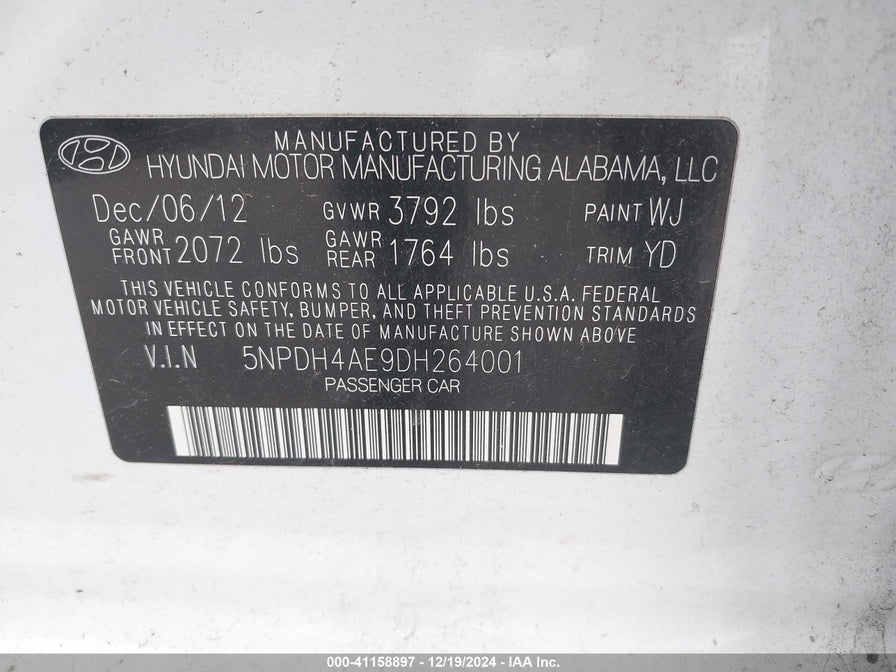 MANUFACTURED BY
HYUNDAI MOTOR MANUFACTURING ALABAMA, LLC
Dec/06/12 GVWR 3792 lbs PAINT WJ
GAWR FRONT 2072 lbs GAWR REAR 1764 lbs TRIM YD
THIS VEHICLE CONFORMS TO ALL APPLICABLE U.S.A. FEDERAL
MOTOR VEHICLE SAFETY, BUMPER, AND THEFT PREVENTION STANDARDS
IN EFFECT ON THE DATE OF MANUFACTURE SHOWN ABOVE
V.I.N 5NPDH4AE9DH264001
PASSENGER CAR
000-41158897 - 12/19/2024 - IAA Inc.